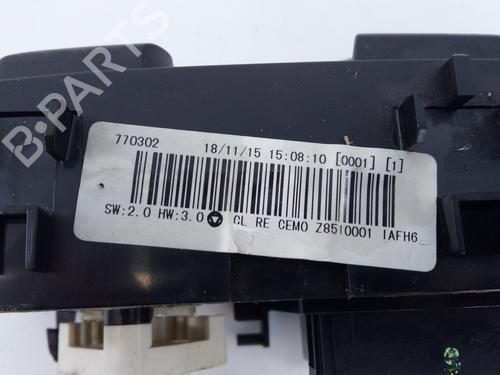 B-PARTS
770302 18/11/15 15:08:10 [0001] [1]
SW:2.0 HW:3.0 CL RE CEMO Z85I0001 IAFH6